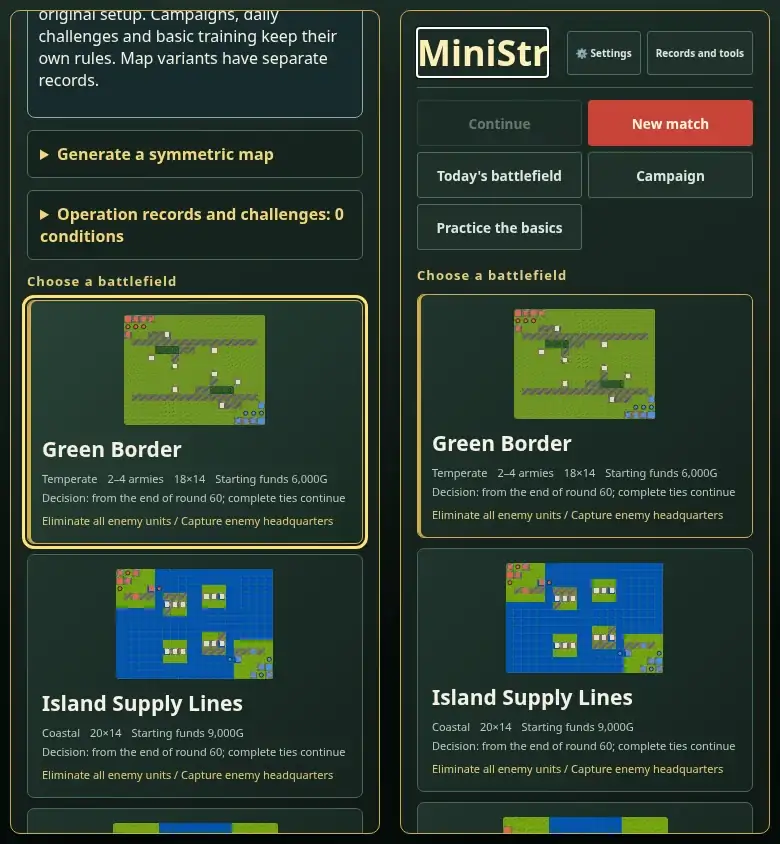 original setup. Campaigns, daily
challenges and basic training keep their
own rules. Map variants have separate
records.
▶ Generate a symmetric map
▶ Operation records and challenges: 0
conditions
Choose a battlefield
Green Border
Temperate 2–4 armies 18×14 Starting funds 6,000G
Decision: from the end of round 60; complete ties continue
Eliminate all enemy units / Capture enemy headquarters
Island Supply Lines
Coastal 20×14 Starting funds 9,000G
Decision: from the end of round 60; complete ties continue
Eliminate all enemy units / Capture enemy headquarters
MiniStr
⚙️ Settings
Records and tools
Continue
New match
Today's battlefield
Campaign
Practice the basics
Choose a battlefield
Green Border
Temperate 2–4 armies 18×14 Starting funds 6,000G
Decision: from the end of round 60; complete ties continue
Eliminate all enemy units / Capture enemy headquarters
Island Supply Lines
Coastal 20×14 Starting funds 9,000G
Decision: from the end of round 60; complete ties continue
Eliminate all enemy units / Capture enemy headquarters